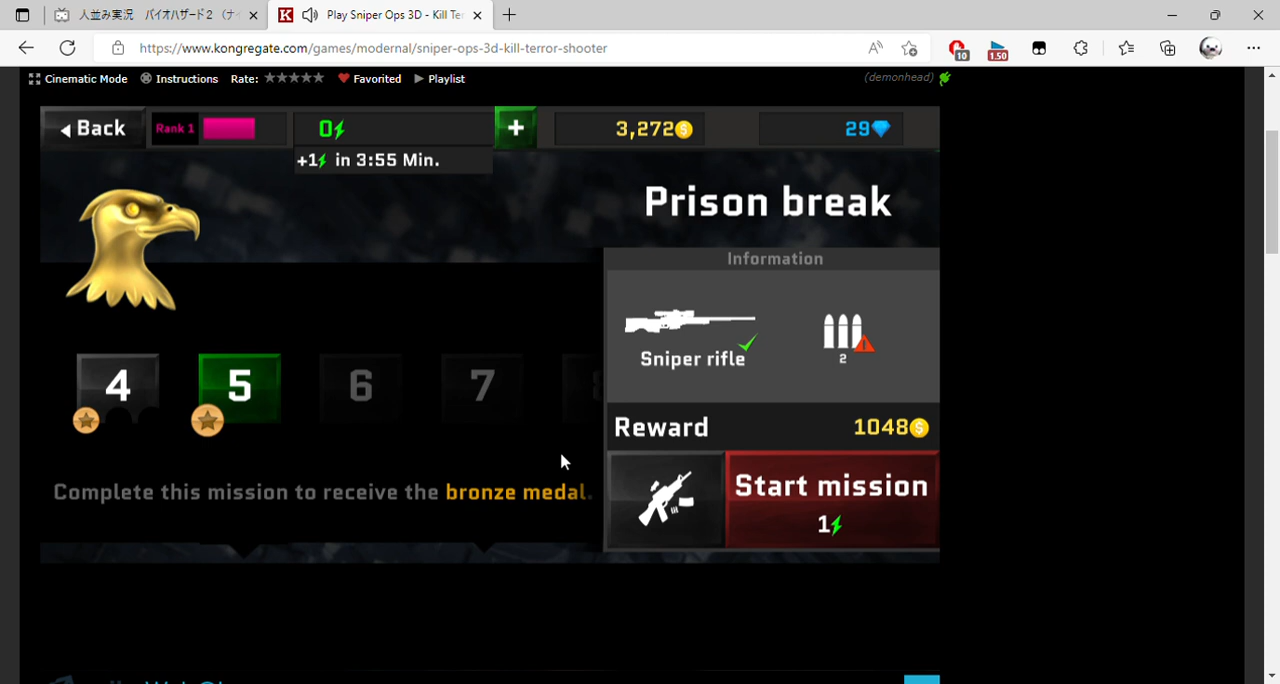 人並み実況 バイオハザード２ （ナイ
Play Sniper Ops 3D - Kill Ter
https://www.kongregate.com/games/modernal/sniper-ops-3d-kill-terror-shooter
10
1.50
Cinematic Mode Instructions Rate: Favorited Playlist
(demonhead)
Back
Rank 1
0
3,272
29
+1 in 3:55 Min.
Prison break
Information
Sniper rifle
2
4 5 6 7
Reward 1048
Complete this mission to receive the bronze medal.
Start mission
1